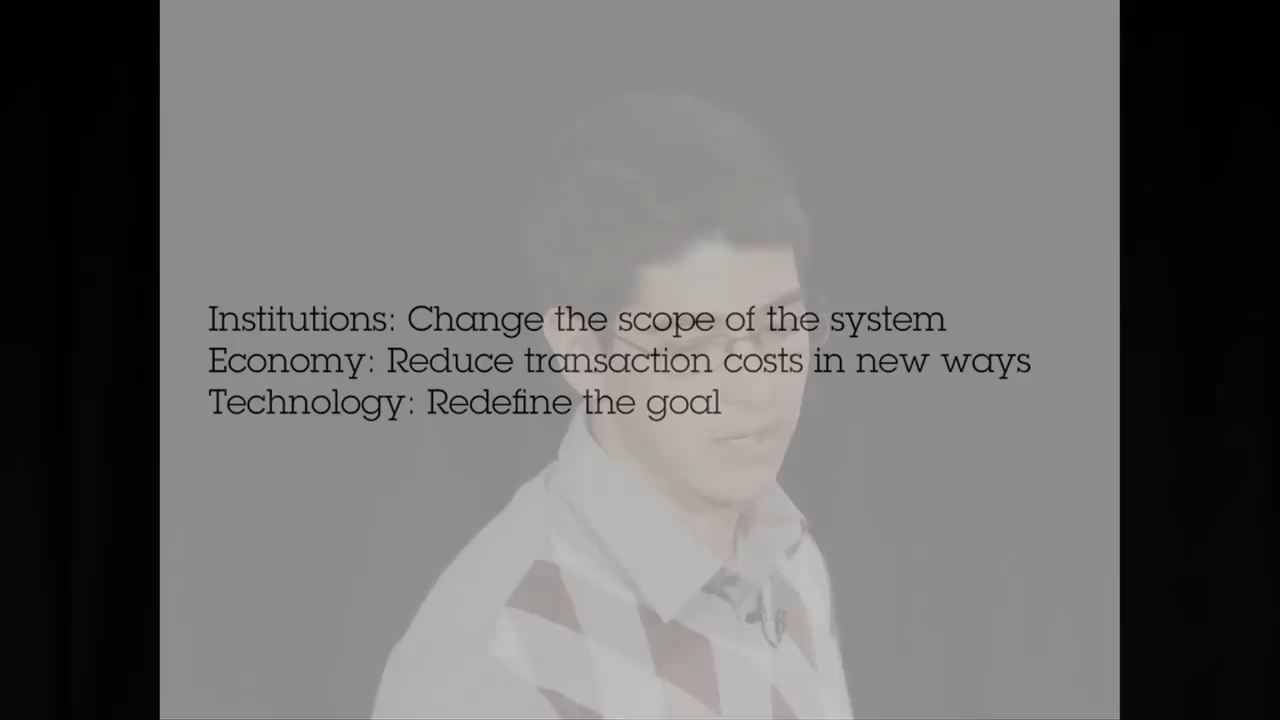 Institutions: Change the scope of the system
Economy: Reduce transaction costs in new ways
Technology: Redefine the goal